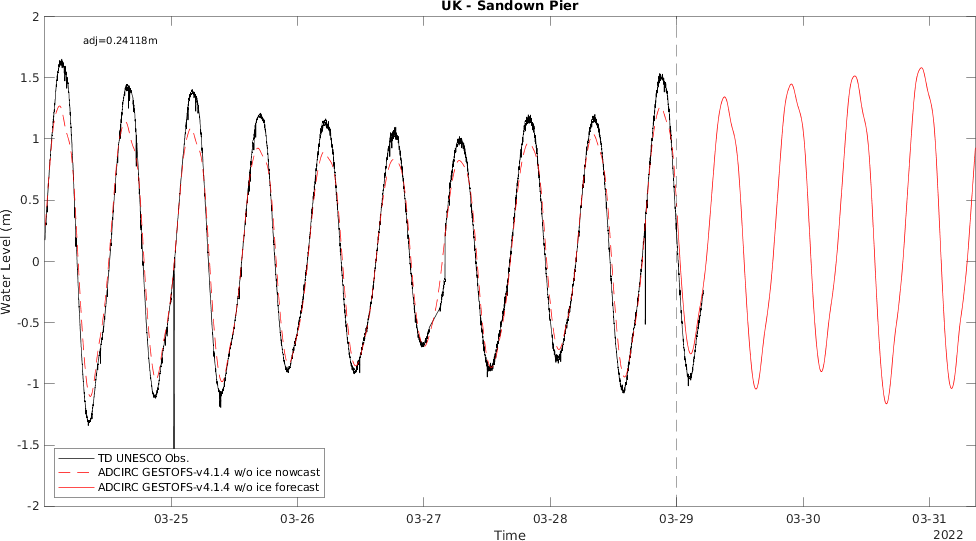 UK - Sandown Pier
adj=0.24118m
Water Level (m)
2
1.5
1
0.5
0
-0.5
-1
-1.5
-2
TD UNESCO Obs.
ADCIRC GESTOFS-v4.1.4 w/o ice nowcast
ADCIRC GESTOFS-v4.1.4 w/o ice forecast
03-25 03-26 03-27 03-28 03-29 03-30 03-31
Time
2022